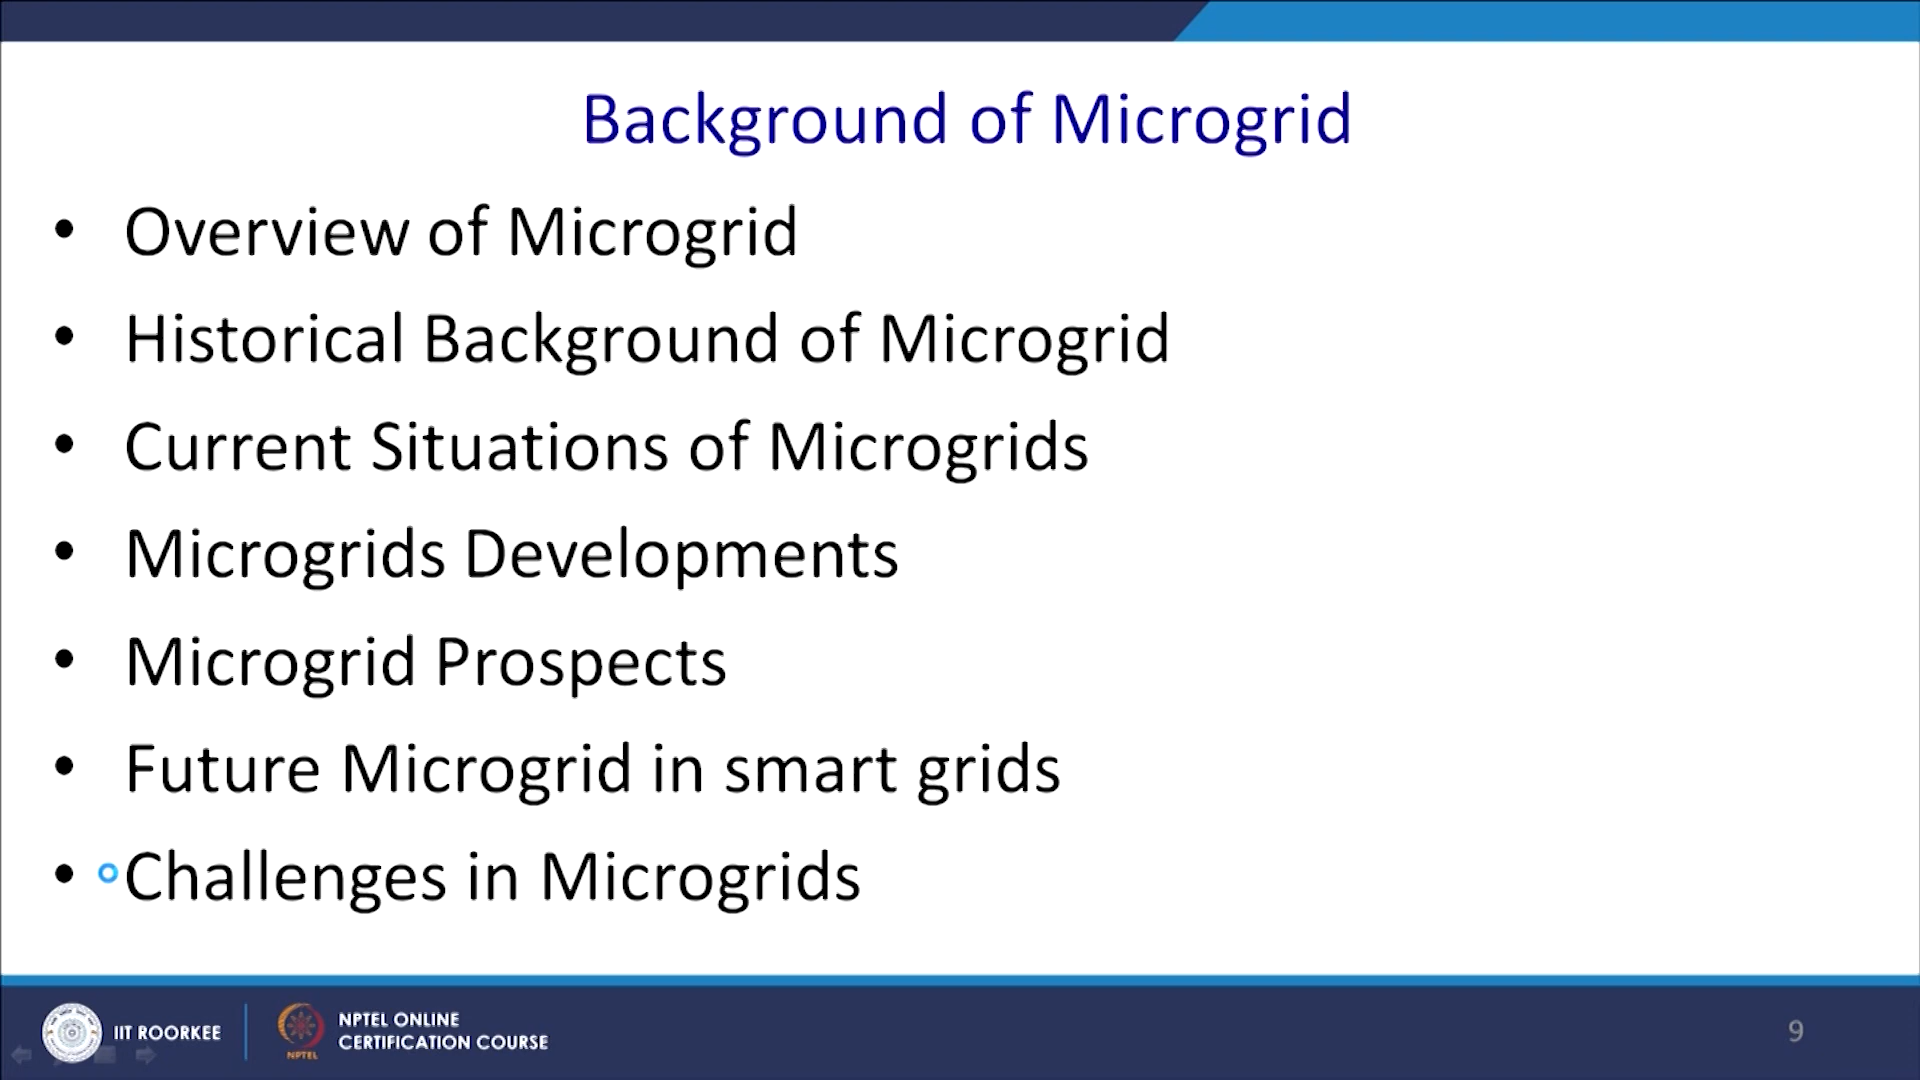 Background of Microgrid
• Overview of Microgrid
• Historical Background of Microgrid
• Current Situations of Microgrids
• Microgrids Developments
• Microgrid Prospects
• Future Microgrid in smart grids
• Challenges in Microgrids
IIT ROORKEE
NPTEL
NPTEL ONLINE
CERTIFICATION COURSE
9